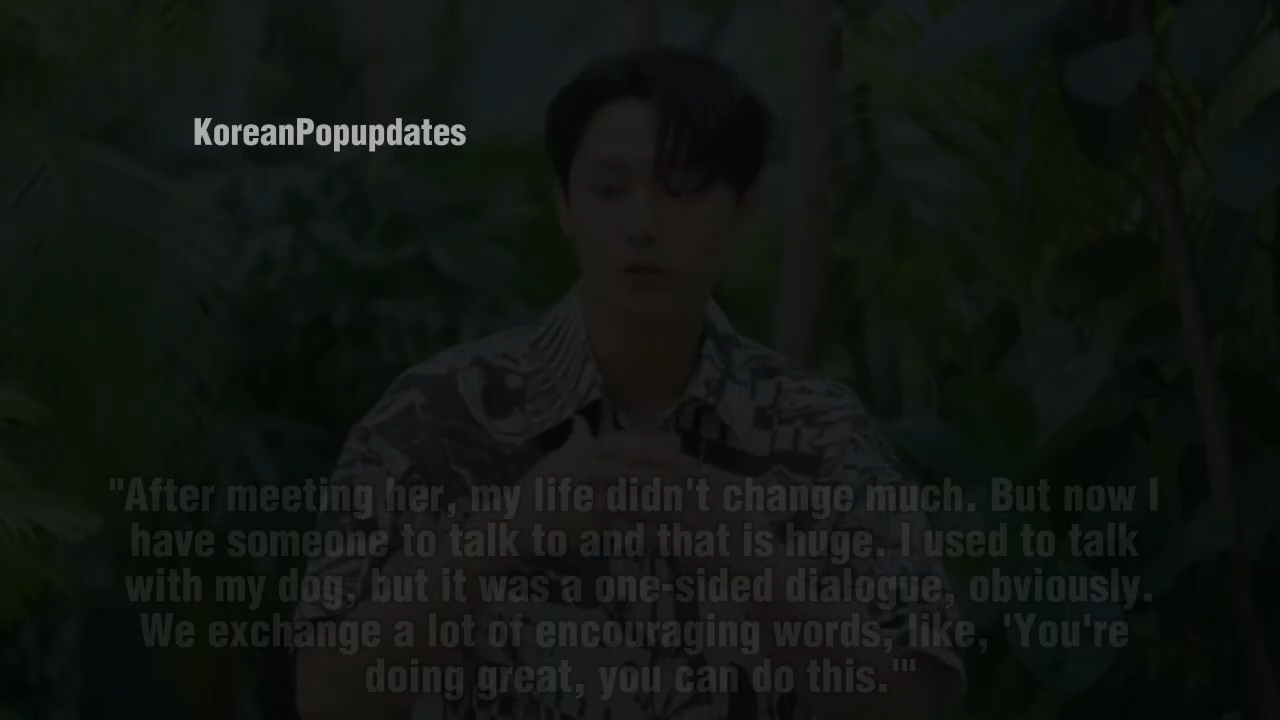 KoreanPopupdates
"After meeting her, my life didn't change much. But now I
have someone to talk to and that is huge. I used to talk
with my dog, but it was a one-sided dialogue, obviously.
We exchange a lot of encouraging words, like, 'You're
doing great, you can do this.'"